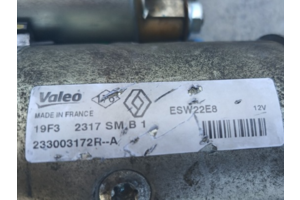 Valeo ESW22E8 12V
MADE IN FRANCE
19F3 2317 SM B 1
233003172R--A